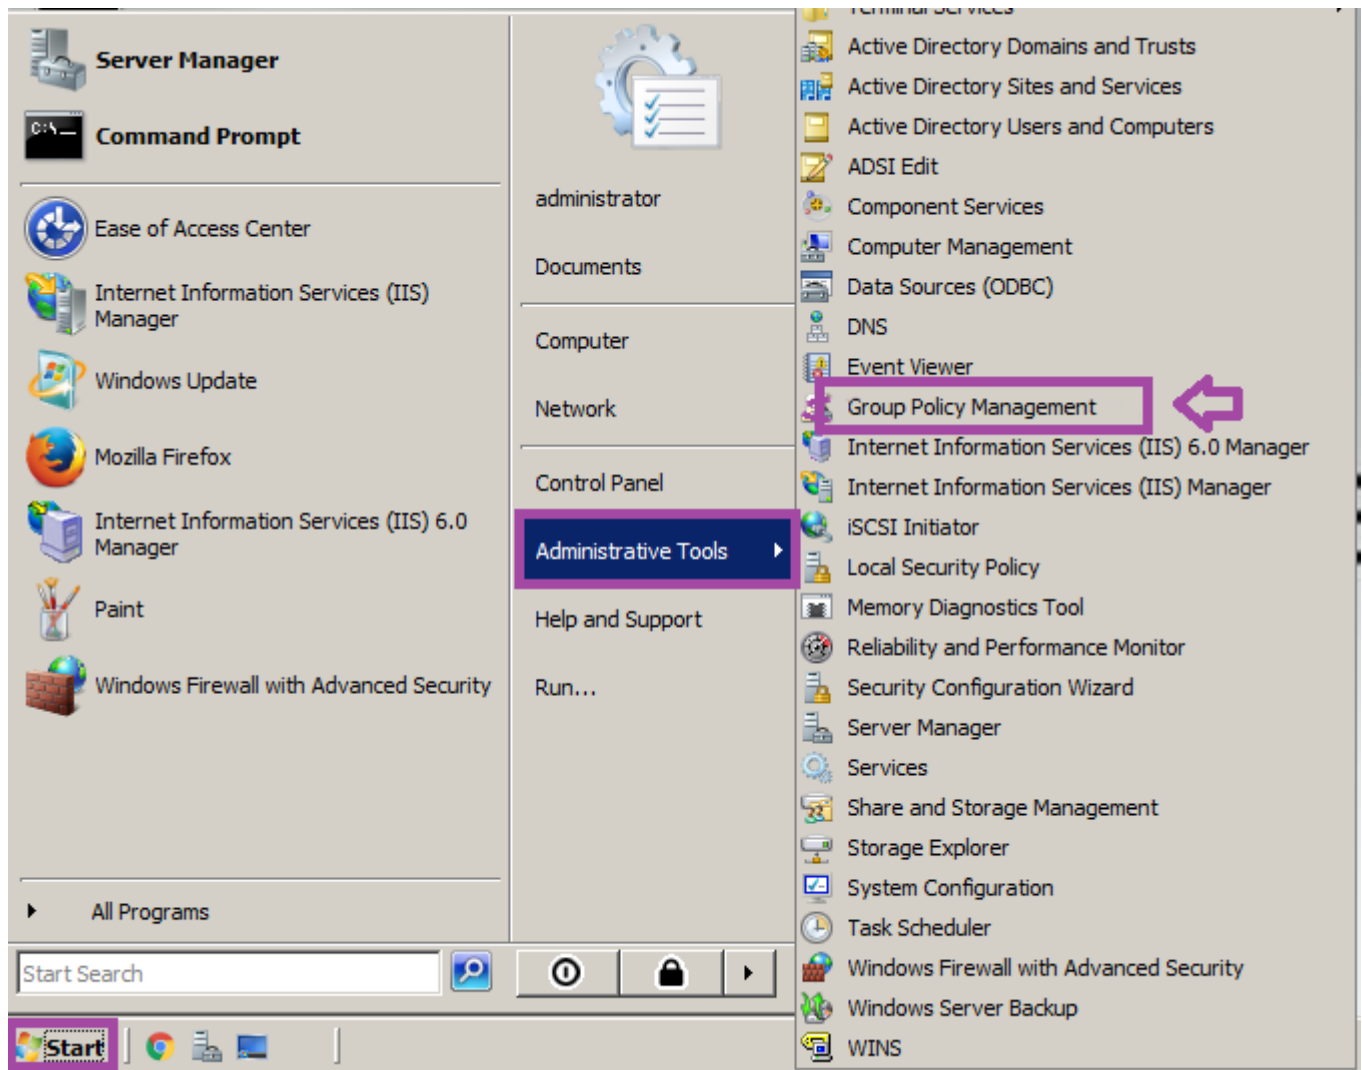 Server Manager
C:\
Command Prompt
Ease of Access Center
Internet Information Services (IIS)
Manager
Windows Update
Mozilla Firefox
Internet Information Services (IIS) 6.0
Manager
Paint
Windows Firewall with Advanced Security
All Programs
Start Search
administrator
Documents
Computer
Network
Control Panel
Administrative Tools
Help and Support
Run...
Terminal Services
Active Directory Domains and Trusts
Active Directory Sites and Services
Active Directory Users and Computers
ADSI Edit
Component Services
Computer Management
Data Sources (ODBC)
DNS
Event Viewer
Group Policy Management
Internet Information Services (IIS) 6.0 Manager
Internet Information Services (IIS) Manager
iSCSI Initiator
Local Security Policy
Memory Diagnostics Tool
Reliability and Performance Monitor
Security Configuration Wizard
Server Manager
Services
Share and Storage Management
Storage Explorer
System Configuration
Task Scheduler
Windows Firewall with Advanced Security
Windows Server Backup
WINS
Start